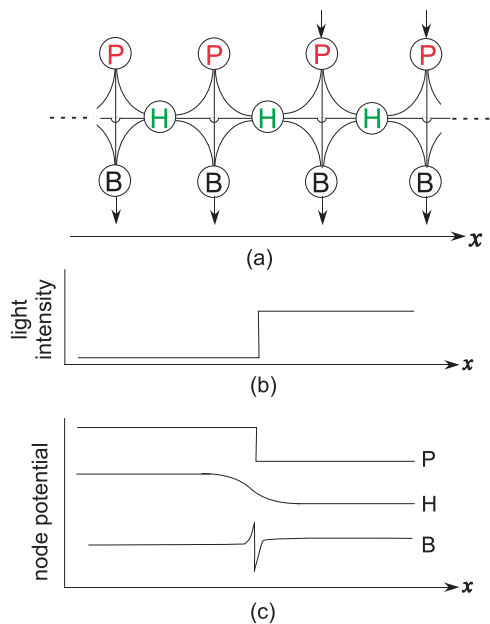 P P P P
H H H
B B B B
x
(a)
light
intensity
x
(b)
node potential
P
H
B
x
(c)